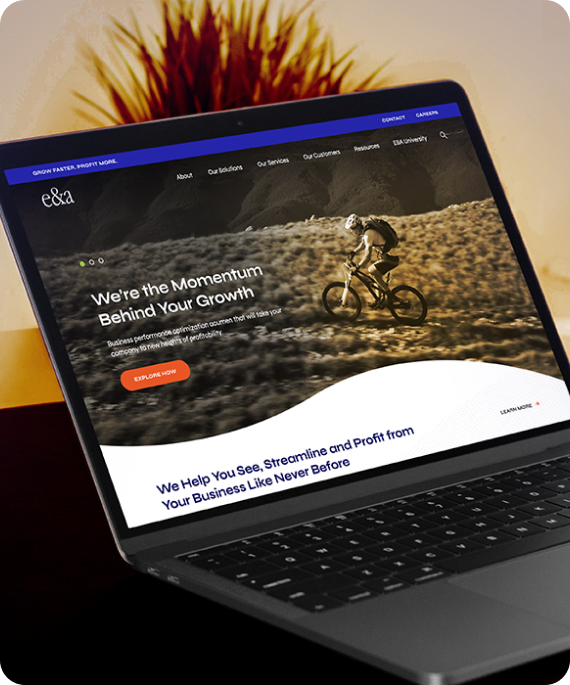 GROW FASTER. PROFIT MORE.
CONTACT CAREERS
e&a
About Our Solutions Our Services Our Customers Resources EBA University
We're the Momentum
Behind Your Growth
Business performance optimization acumen that will take your
company to new heights of profitability.
EXPLORE HOW
LEARN MORE
We Help You See, Streamline and Profit from
Your Business Like Never Before